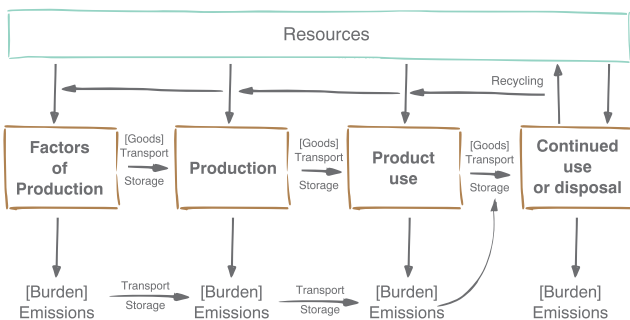 Resources
Recycling
Factors
of
Production
[Goods]
Transport
Storage
Production
[Goods]
Transport
Storage
Product
use
[Goods]
Transport
Storage
Continued
use
or disposal
[Burden]
Emissions
Transport
Storage
[Burden]
Emissions
Transport
Storage
[Burden]
Emissions
[Burden]
Emissions